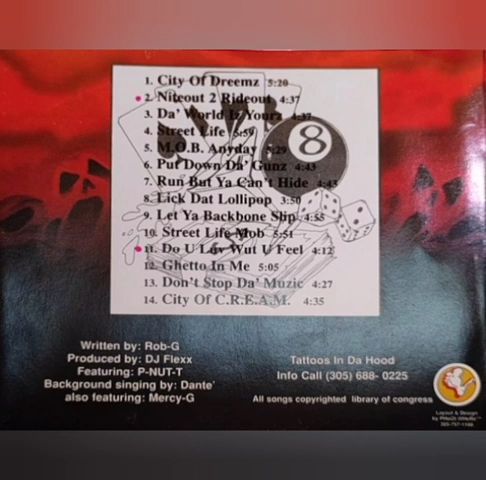 1. City Of Dreemz 5:20
2. Niteout 2 Rideout 4:37
3. Da' World Iz Yourz 4:37
4. Street Life 5:59
5. M.O.B. Anyday 5:29
6. Put Down Da' Gunz 4:43
7. Run But Ya Can't Hide 4:43
8. Lick Dat Lollipop 3:50
9. Let Ya Backbone Slip 4:55
10. Street Life Mob 5:51
11. Do U Luv Wut U Feel 4:12
12. Ghetto In Me 5:05
13. Don't Stop Da' Muzic 4:27
14. City Of C.R.E.A.M. 4:35
8
Written by: Rob-G
Produced by: DJ Flexx
Featuring: P-NUT-T
Background singing by: Dante'
also featuring: Mercy-G
Tattoos In Da Hood
Info Call (305) 688- 0225
All songs copyrighted library of congress
Layout & Design